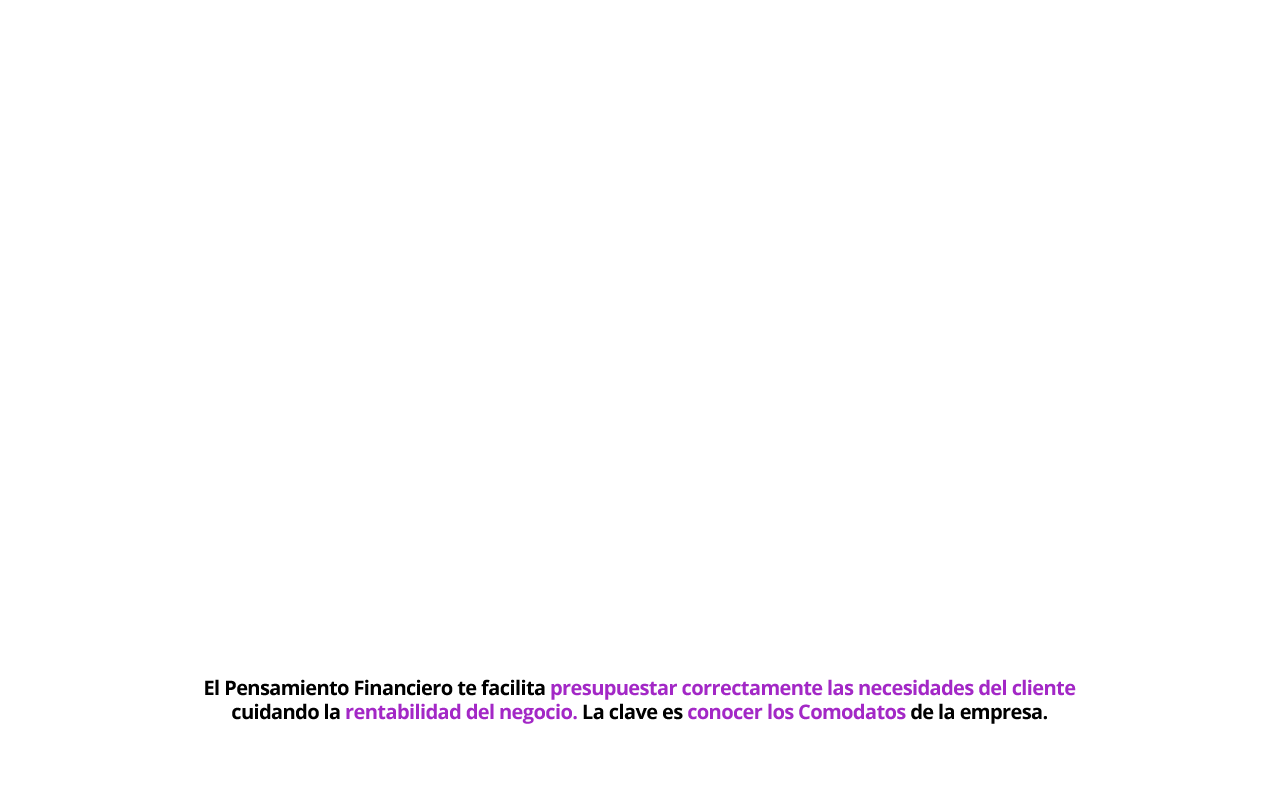 El Pensamiento Financiero te facilita presupuestar correctamente las necesidades del cliente
cuidando la rentabilidad del negocio. La clave es conocer los Comodatos de la empresa.